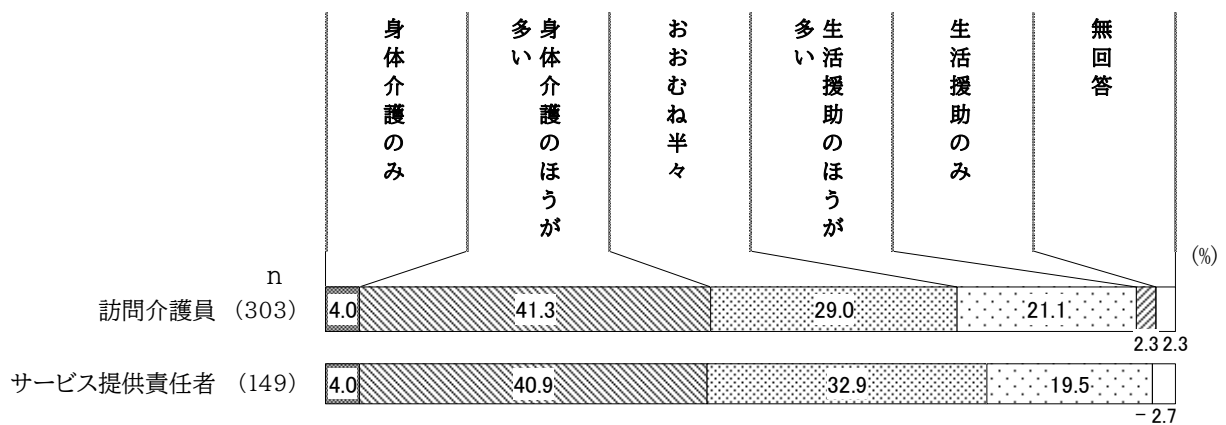 身体介護のみ
身体介護のほうが
多い
おおむね半々
生活援助のほうが
多い
生活援助のみ
無回答
(%)
n
訪問介護員 (303) 4.0 41.3 29.0 21.1
2.3 2.3
サービス提供責任者 (149) 4.0 40.9 32.9 19.5
- 2.7